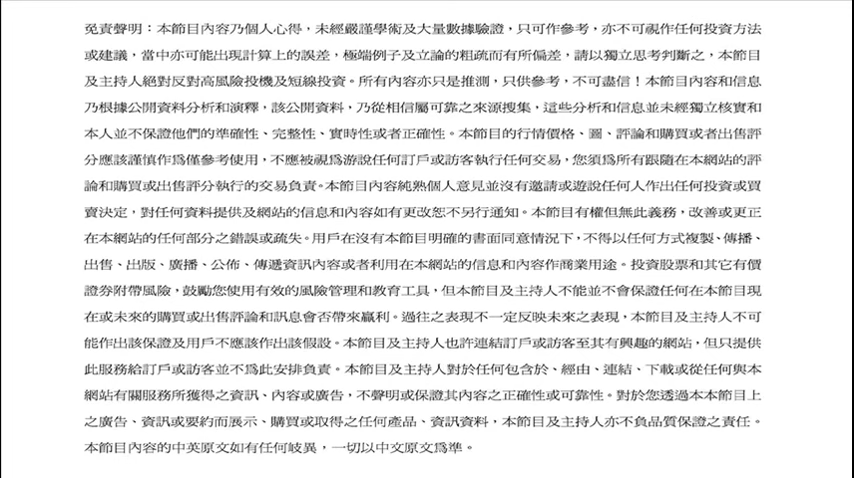 免責聲明：本節目內容乃個人心得，未經嚴謹學術及大量數據驗證，只可作參考，亦不可視作任何投資方法
或建議，當中亦可能出現計算上的誤差，極端例子及立論的粗疏而有所偏差，請以獨立思考判斷之，本節目
及主持人絕對反對高風險投機及短線投資。所有內容亦只是推測，只供參考，不可盡信！本節目內容和信息
乃根據公開資料分析和演釋，該公開資料，乃從相信屬可靠之來源搜集，這些分析和信息並未經獨立核實和
本人並不保證他們的準確性、完整性、實時性或者正確性。本節目的行情價格、圖、評論和購買或者出售評
分應該謹慎作爲僅參考使用，不應被視爲游說任何訂戶或訪客執行任何交易，您須爲所有跟隨在本網站的評
論和購買或出售評分執行的交易負責。本節目內容純熟個人意見並沒有邀請或遊說任何人作出任何投資或買
賣決定，對任何資料提供及網站的信息和內容如有更改恕不另行通知。本節目有權但無此義務，改善或更正
在本網站的任何部分之錯誤或疏失。用戶在沒有本節目明確的書面同意情況下，不得以任何方式複製、傳播、
出售、出版、廣播、公佈、傳遞資訊內容或者利用在本網站的信息和內容作商業用途。投資股票和其它有價
證券附帶風險，鼓勵您使用有效的風險管理和教育工具，但本節目及主持人不能並不會保證任何在本節目現
在或未來的購買或出售評論和訊息會否帶來贏利。過往之表現不一定反映未來之表現，本節目及主持人不可
能作出該保證及用戶不應該作出該假設。本節目及主持人也許連結訂戶或訪客至其有興趣的網站，但只提供
此服務給訂戶或訪客並不爲此安排負責。本節目及主持人對於任何包含於、經由、連結、下載或從任何與本
網站有關服務所獲得之資訊、內容或廣告，不聲明或保證其內容之正確性或可靠性。對於您透過本本節目上
之廣告、資訊或要約而展示、購買或取得之任何產品、資訊資料，本節目及主持人亦不負品質保證之責任。
本節目內容的中英原文如有任何歧異，一切以中文原文爲準。